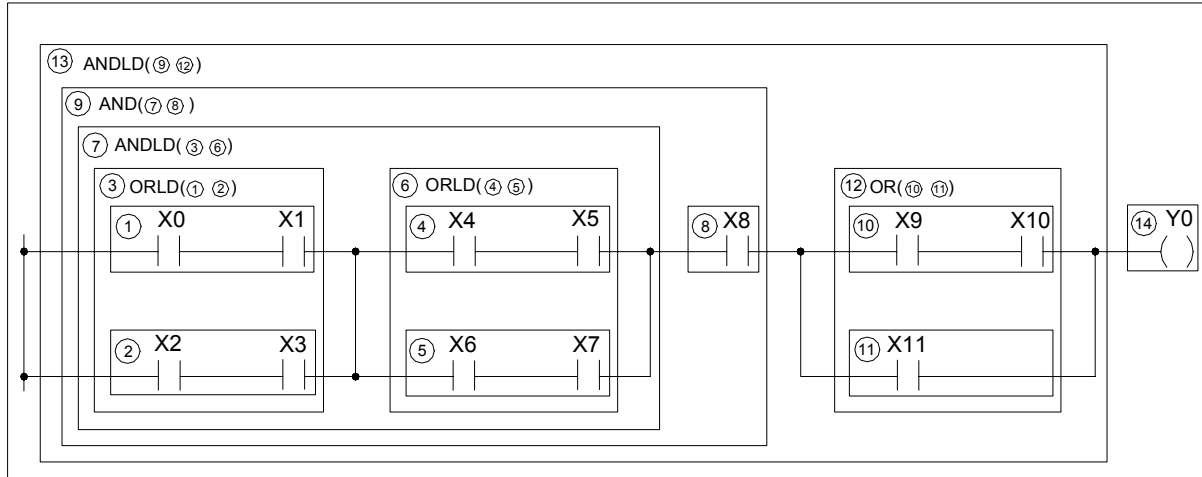 ⑬ ANDLD(⑨ ⑫)
⑨ AND(⑦ ⑧ )
⑦ ANDLD( ③ ⑥)
③ ORLD(① ②)
⑥ ORLD(④ ⑤)
⑫ OR(⑩ ⑪)
① X0 X1
④ X4 X5
⑧ X8
⑩ X9 X10
⑭ Y0
② X2 X3
⑤ X6 X7
⑪ X11